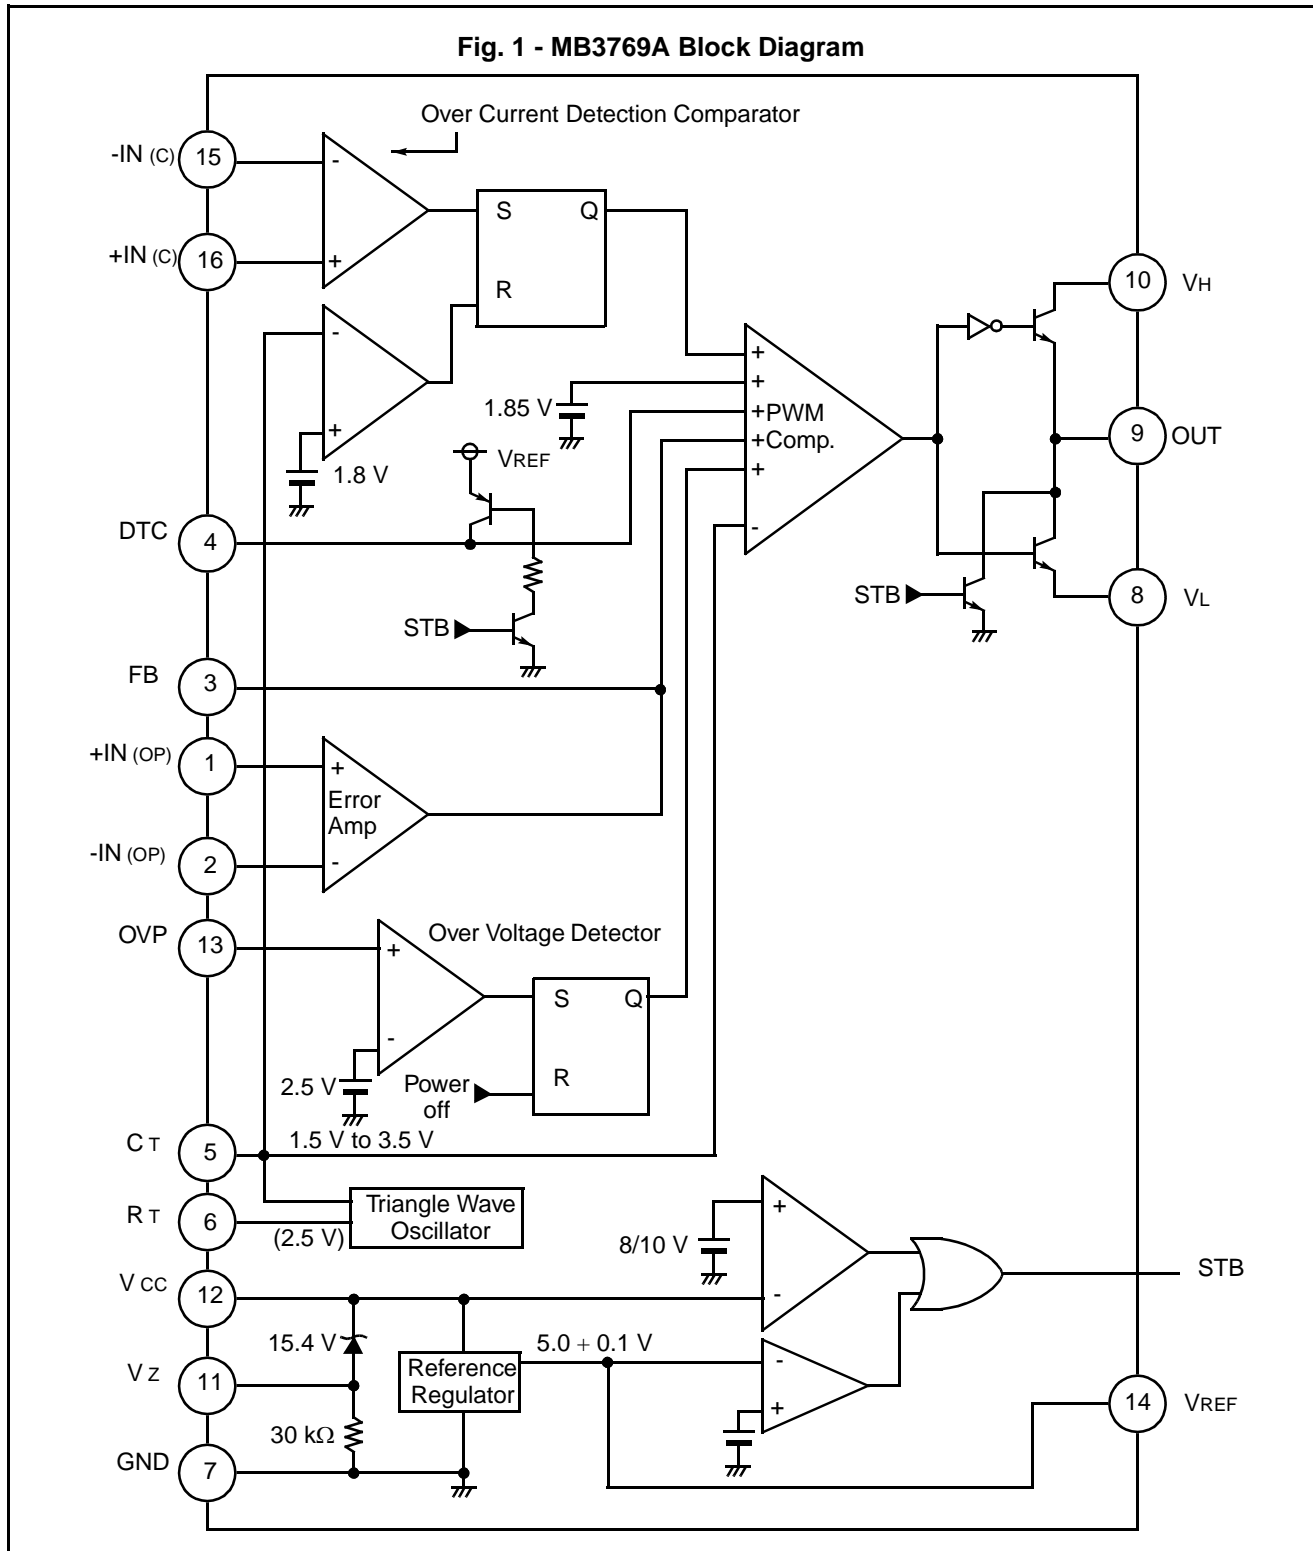 Fig. 1 - MB3769A Block Diagram
Over Current Detection Comparator
-IN (C)
15
-
S
Q
+IN (C)
16
+
R
10
VH
-
+
1.8 V
1.85 V
+
+
+PWM
+Comp.
+
-
9
OUT
VREF
DTC
4
STB
STB
8
VL
FB
3
+IN (OP)
1
+
Error
Amp
-IN (OP)
2
-
OVP
13
+
Over Voltage Detector
S
Q
-
2.5 V
Power
off
R
CT
5
1.5 V to 3.5 V
RT
6
(2.5 V)
Triangle Wave
Oscillator
+
8/10 V
-
STB
VCC
12
15.4 V
5.0 + 0.1 V
-
+
VZ
11
Reference
Regulator
14
VREF
30 kΩ
GND
7